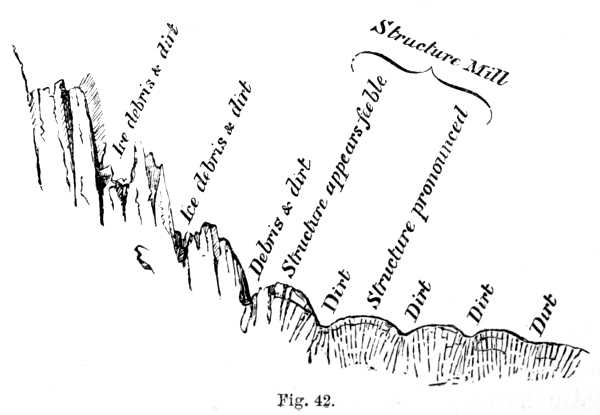 Structure Mill
Ice debris & dirt
Ice debris & dirt
Debris & dirt
Structure appears feeble
Dirt
Structure pronounced
Dirt
Dirt
Dirt
Fig. 42.